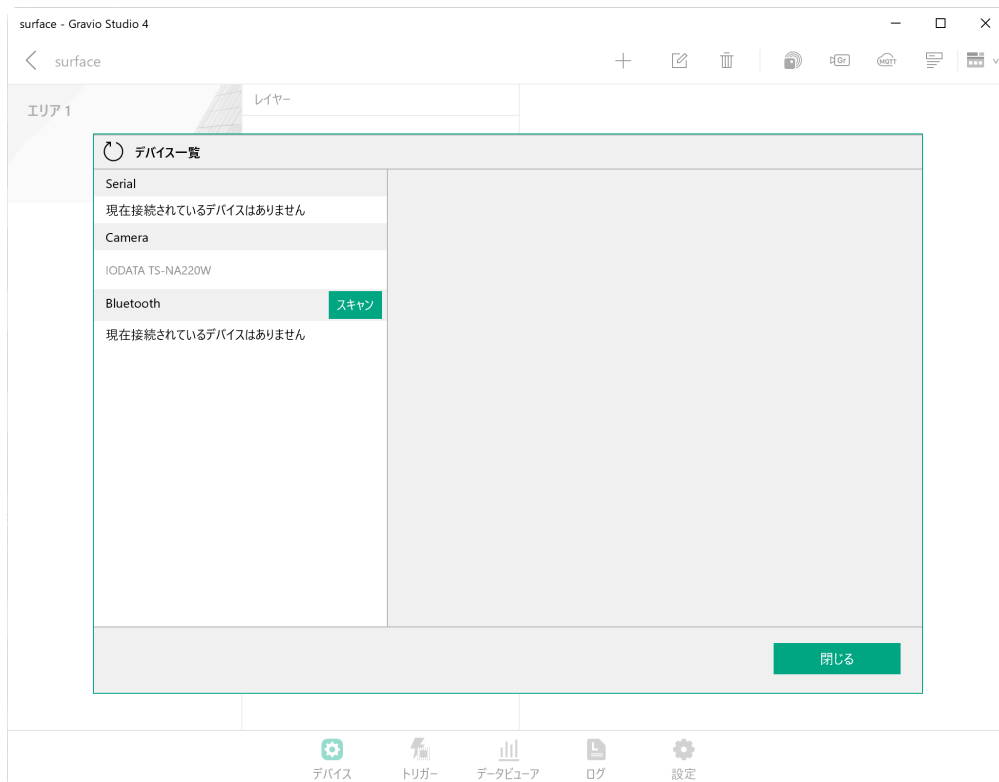 surface - Gravio Studio 4
surface
Gr
MQTT
エリア 1
レイヤー
デバイス一覧
Serial
現在接続されているデバイスはありません
Camera
IODATA TS-NA220W
Bluetooth
スキャン
現在接続されているデバイスはありません
閉じる
デバイス
トリガー
データビューア
ログ
設定